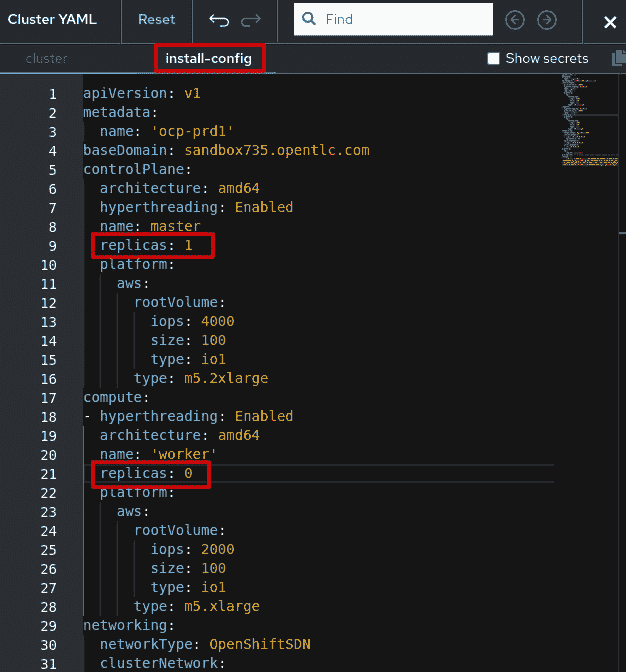 Cluster YAML Reset Find
cluster install-config Show secrets
1 apiVersion: v1
2 metadata:
3   name: 'ocp-prd1'
4 baseDomain: sandbox735.opentlc.com
5 controlPlane:
6   architecture: amd64
7   hyperthreading: Enabled
8   name: master
9   replicas: 1
10   platform:
11     aws:
12       rootVolume:
13         iops: 4000
14         size: 100
15         type: io1
16       type: m5.2xlarge
17 compute:
18 - hyperthreading: Enabled
19   architecture: amd64
20   name: 'worker'
21   replicas: 0
22   platform:
23     aws:
24       rootVolume:
25         iops: 2000
26         size: 100
27         type: io1
28       type: m5.xlarge
29 networking:
30   networkType: OpenShiftSDN
31   clusterNetwork: